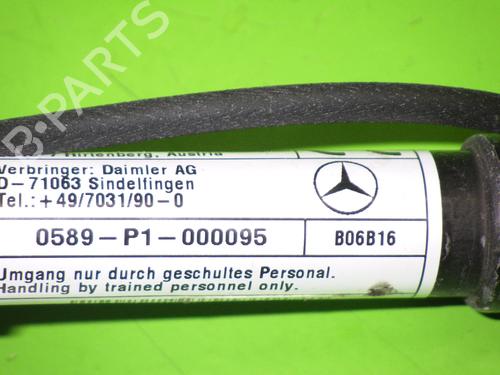 B-PARTS
Hirtenberg, Austria
Verbringer: Daimler AG
D-71063 Sindelfingen
Tel.: +49/7031/90-0
0589-P1-000095
B06B16
Umgang nur durch geschultes Personal.
Handling by trained personnel only.